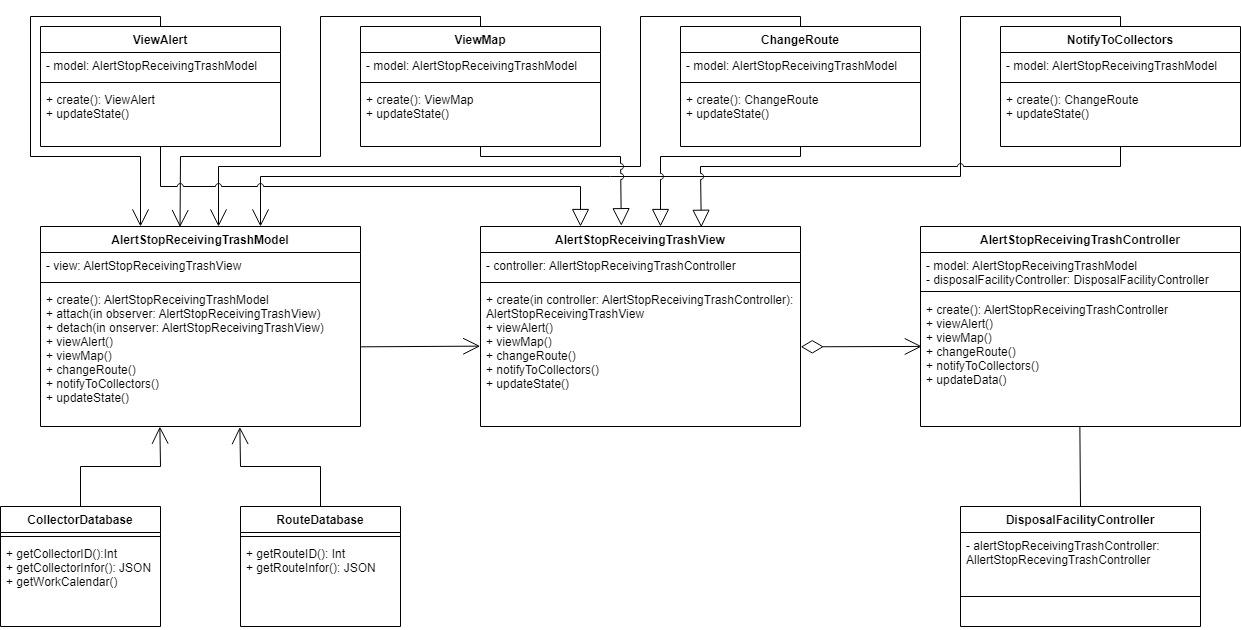 ViewAlert
- model: AlertStopReceivingTrashModel
+ create(): ViewAlert
+ updateState()
ViewMap
- model: AlertStopReceivingTrashModel
+ create(): ViewMap
+ updateState()
ChangeRoute
- model: AlertStopReceivingTrashModel
+ create(): ChangeRoute
+ updateState()
NotifyToCollectors
- model: AlertStopReceivingTrashModel
+ create(): ChangeRoute
+ updateState()
AlertStopReceivingTrashModel
- view: AlertStopReceivingTrashView
+ create(): AlertStopReceivingTrashModel
+ attach(in observer: AlertStopReceivingTrashView)
+ detach(in onserver: AlertStopReceivingTrashView)
+ viewAlert()
+ viewMap()
+ changeRoute()
+ notifyToCollectors()
+ updateState()
AlertStopReceivingTrashView
- controller: AllertStopReceivingTrashController
+ create(in controller: AlertStopReceivingTrashController):
AlertStopReceivingTrashView
+ viewAlert()
+ viewMap()
+ changeRoute()
+ notifyToCollectors()
+ updateState()
AlertStopReceivingTrashController
- model: AlertStopReceivingTrashModel
- disposalFacilityController: DisposalFacilityController
+ create(): AlertStopReceivingTrashController
+ viewAlert()
+ viewMap()
+ changeRoute()
+ notifyToCollectors()
+ updateData()
CollectorDatabase
+ getCollectorID():Int
+ getCollectorInfor(): JSON
+ getWorkCalendar()
RouteDatabase
+ getRouteID(): Int
+ getRouteInfor(): JSON
DisposalFacilityController
- alertStopReceivingTrashController:
AllertStopRecevingTrashController